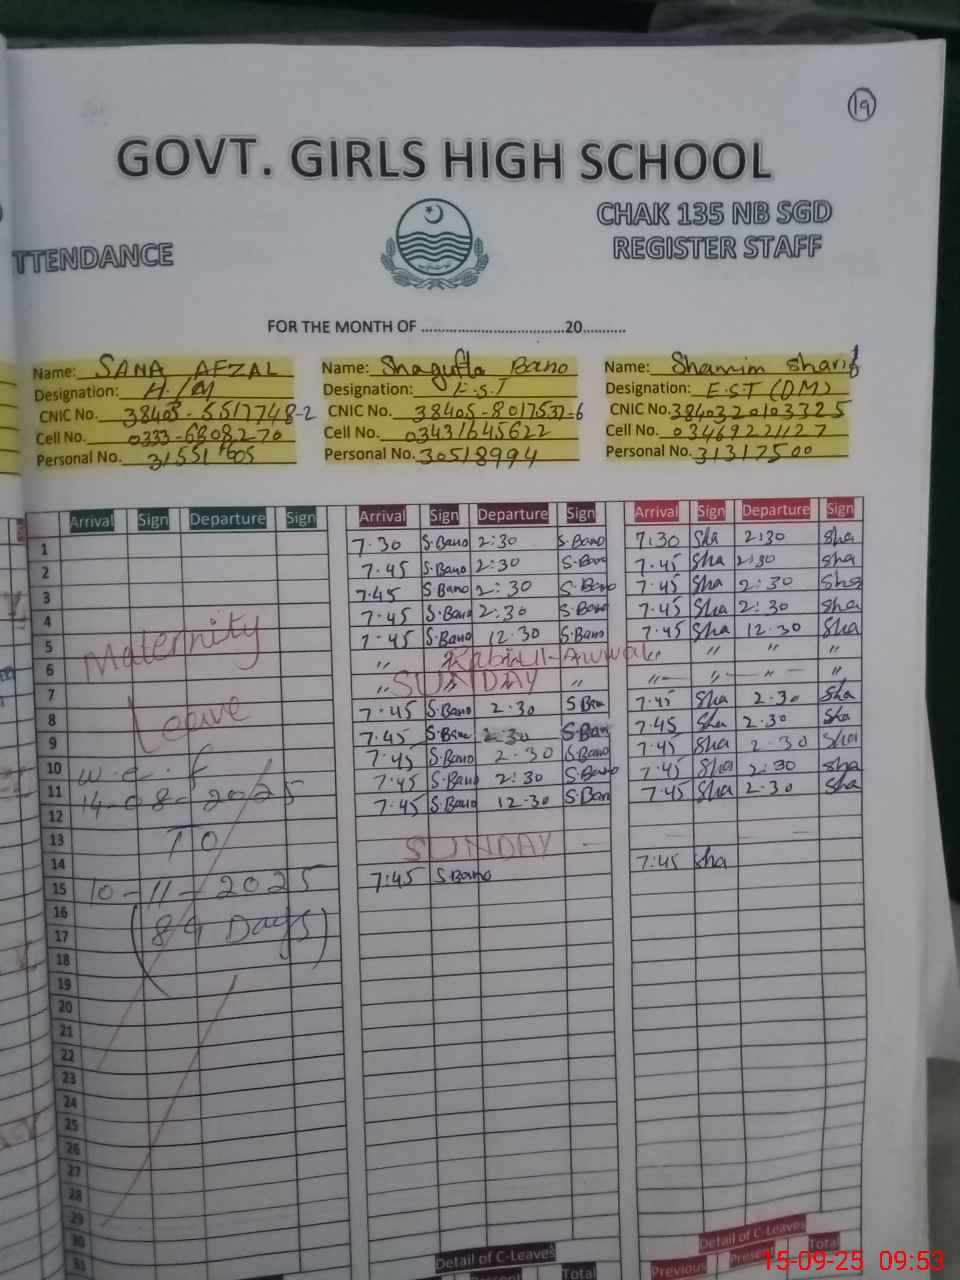 19
GOVT. GIRLS HIGH SCHOOL
CHAK 135 NB SGD
TTENDANCE
REGISTER STAFF
FOR THE MONTH OF ..................................20..........
Name: SANA AFZAL Name: Shagufta Bano Name: Shamim Sharif
Designation: H/M Designation: E.S.T Designation: EST (DM)
CNIC No. 38403-5517748-2 CNIC No. 38405-8017537-6 CNIC No. 3840320103325
Cell No. 0333-6808270 Cell No. 03431645622 Cell No. 03469221127
Personal No. 31551605 Personal No. 30518994 Personal No. 31317500
Arrival Sign Departure Sign Arrival Sign Departure Sign Arrival Sign Departure Sign
1 7.30 S.Bano 2:30 S.Bano 7:30 Sha 2:30 sha
2 7.45 S.Bano 2:30 S.Bano 7.45 Sha 2:30 sha
3 7.45 S Bano 2:30 S.Bano 7.45 Sha 2:30 sha
4 7.45 S.Bano 2:30 S.Bano 7.45 Sha 2:30 sha
5 Maternity 7.45 S.Bano 12.30 S.Bano 7.45 Sha 12.30 Sha
6 " " " " " "
7 " SUNDAY " " " "
8 Leave 7.45 S.Bano 2.30 S Ban 7.45 Sha 2.30 Sha
9 7.45 S.Bano 2.30 S.Ban 7.45 Sha 2.30 Sha
10 w.e.f 7.45 S.Bano 2.30 S.Bano 7.45 Sha 2.30 Sha
11 14-08-2025 7.45 S.Bano 2:30 S.Bano 7.45 Sha 2:30 sha
12 7.45 S.Bano 12.30 S.Ban 7.45 Sha 2.30 Sha
13 To
14 SUNDAY
15 10-11-2025 7:45 S.Bano 7:45 sha
16
17 (89 Days)
18
19
20
21
22
23
24
25
26
27
28
29
30
31
Detail of C-Leaves Detail of C-Leaves
Present Total Previous Present Total
15-09-25 09:53